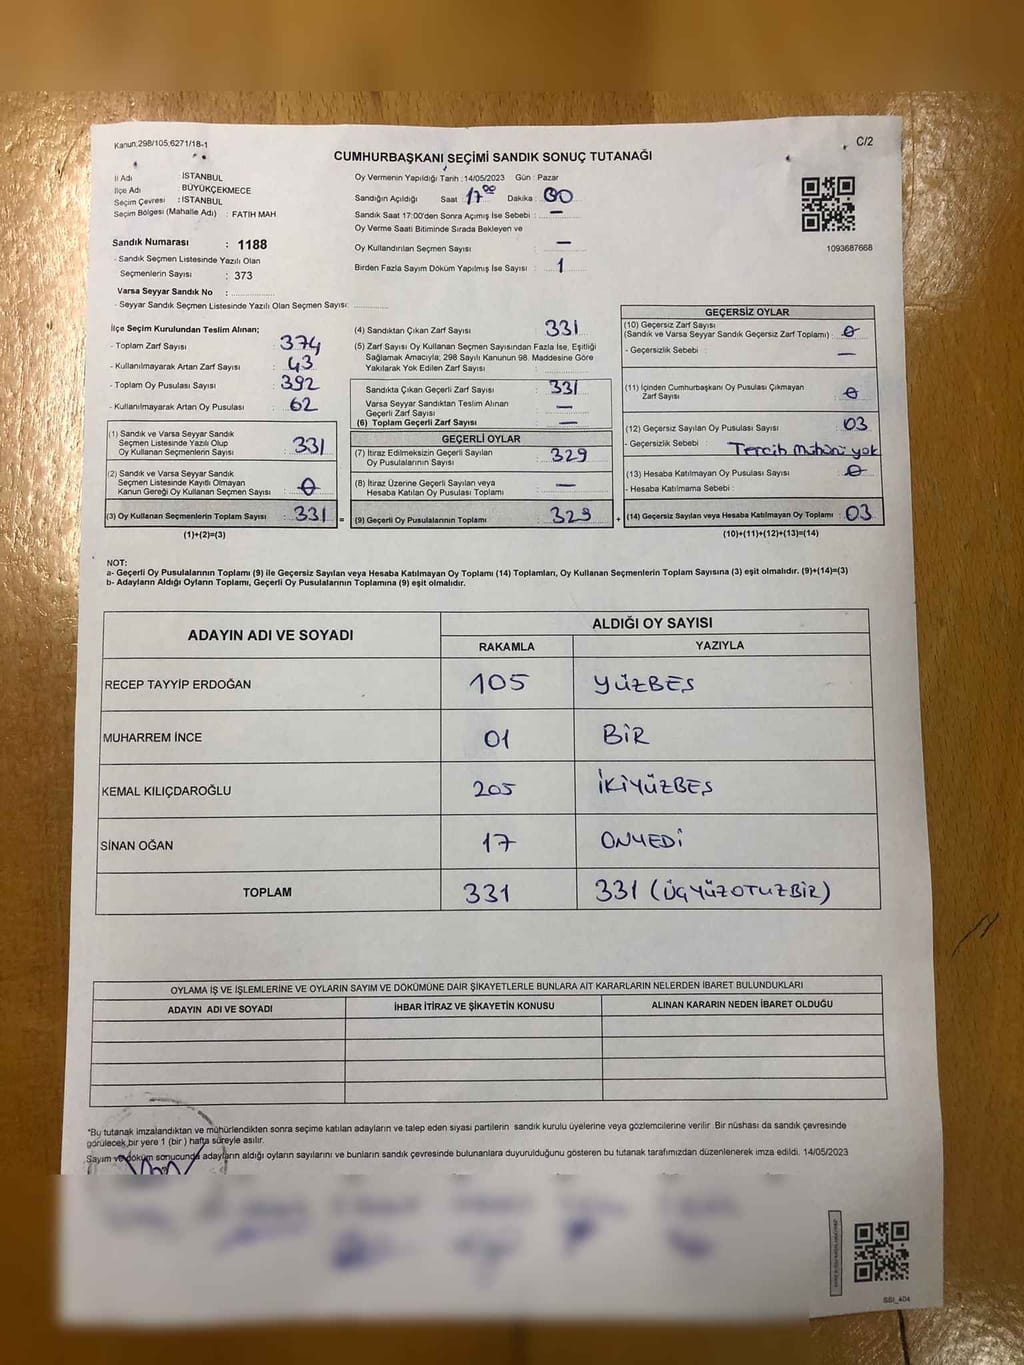 Kanun:298/105,6271/18-1
C/2
CUMHURBAŞKANI SEÇİMİ SANDIK SONUÇ TUTANAĞI
İl Adı : İSTANBUL
İlçe Adı : BÜYÜKÇEKMECE
Seçim Çevresi : İSTANBUL
Seçim Bölgesi (Mahalle Adı) : FATİH MAH
Sandık Numarası : 1188
- Sandık Seçmen Listesinde Yazılı Olan
Seçmenlerin Sayısı : 373
Varsa Seyyar Sandık No :
- Seyyar Sandık Seçmen Listesinde Yazılı Olan Seçmen Sayısı:
Oy Vermenin Yapıldığı Tarih :14/05/2023 Gün : Pazar
Sandığın Açıldığı Saat 17⁰⁰ Dakika 00
Sandık Saat 17:00'den Sonra Açımış İse Sebebi : —
Oy Verme Saati Bitiminde Sırada Bekleyen ve
Oy Kullandırılan Seçmen Sayısı : —
Birden Fazla Sayım Döküm Yapılmış İse Sayısı : 1
1093687668
İlçe Seçim Kurulundan Teslim Alınan;
- Toplam Zarf Sayısı : 374
- Kullanılmayarak Artan Zarf Sayısı : 43
- Toplam Oy Pusulası Sayısı : 392
- Kullanılmayarak Artan Oy Pusulası : 62
(1) Sandık ve Varsa Seyyar Sandık
Seçmen Listesinde Yazılı Olup
Oy Kullanan Seçmenlerin Sayısı : 331
(2) Sandık ve Varsa Seyyar Sandık
Seçmen Listesinde Kayıtlı Olmayan
Kanun Gereği Oy Kullanan Seçmen Sayısı : 0
(3) Oy Kullanan Seçmenlerin Toplam Sayısı : 331 =
(1)+(2)=(3)
(4) Sandıktan Çıkan Zarf Sayısı : 331
(5) Zarf Sayısı Oy Kullanan Seçmen Sayısından Fazla İse, Eşitliği
Sağlamak Amacıyla; 298 Sayılı Kanunun 98. Maddesine Göre
Yakılarak Yok Edilen Zarf Sayısı :
Sandıkta Çıkan Geçerli Zarf Sayısı : 331
Varsa Seyyar Sandıktan Teslim Alınan
Geçerli Zarf Sayısı : —
(6) Toplam Geçerli Zarf Sayısı : —
GEÇERLİ OYLAR
(7) İtiraz Edilmeksizin Geçerli Sayılan
Oy Pusulalarının Sayısı : 329
(8) İtiraz Üzerine Geçerli Sayılan veya
Hesaba Katılan Oy Pusulası Toplamı : —
(9) Geçerli Oy Pusulalarının Toplamı : 329 +
GEÇERSİZ OYLAR
(10) Geçersiz Zarf Sayısı
(Sandık ve Varsa Seyyar Sandık Geçersiz Zarf Toplamı) : 0
- Geçersizlik Sebebi : —
(11) İçinden Cumhurbaşkanı Oy Pusulası Çıkmayan
Zarf Sayısı : 0
(12) Geçersiz Sayılan Oy Pusulası Sayısı : 03
- Geçersizlik Sebebi : Tercih Mühürü yok
(13) Hesaba Katılmayan Oy Pusulası Sayısı : 0
- Hesaba Katılmama Sebebi :
(14) Geçersiz Sayılan veya Hesaba Katılmayan Oy Toplamı : 03
(10)+(11)+(12)+(13)=(14)
NOT:
a- Geçerli Oy Pusulalarının Toplamı (9) ile Geçersiz Sayılan veya Hesaba Katılmayan Oy Toplamı (14) Toplamları, Oy Kullanan Seçmenlerin Toplam Sayısına (3) eşit olmalıdır. (9)+(14)=(3)
b- Adayların Aldığı Oyların Toplamı, Geçerli Oy Pusulalarının Toplamına (9) eşit olmalıdır.
ADAYIN ADI VE SOYADI
ALDIĞI OY SAYISI
RAKAMLA YAZIYLA
RECEP TAYYİP ERDOĞAN 105 YÜZBEŞ
MUHARREM İNCE 01 BİR
KEMAL KILIÇDAROĞLU 205 İKİYÜZBEŞ
SİNAN OĞAN 17 ONYEDİ
TOPLAM 331 331 (ÜÇYÜZOTUZBİR)
OYLAMA İŞ VE İŞLEMLERİNE VE OYLARIN SAYIM VE DÖKÜMÜNE DAİR ŞİKAYETLERLE BUNLARA AİT KARARLARIN NELERDEN İBARET BULUNDUKLARI
ADAYIN ADI VE SOYADI İHBAR İTİRAZ VE ŞİKAYETİN KONUSU ALINAN KARARIN NEDEN İBARET OLDUĞU
*Bu tutanak imzalandıktan ve mühürlendikten sonra seçime katılan adayların ve talep eden siyasi partilerin sandık kurulu üyelerine veya gözlemcilerine verilir. Bir nüshası da sandık çevresinde
görülecek bir yere 1 (bir ) hafta süreyle asılır.
Sayım ve döküm sonucunda adayların aldığı oyların sayılarını ve bunların sandık çevresinde bulunanlara duyurulduğunu gösteren bu tutanak tarafımızdan düzenlenerek imza edildi. 14/05/2023
SSI_404